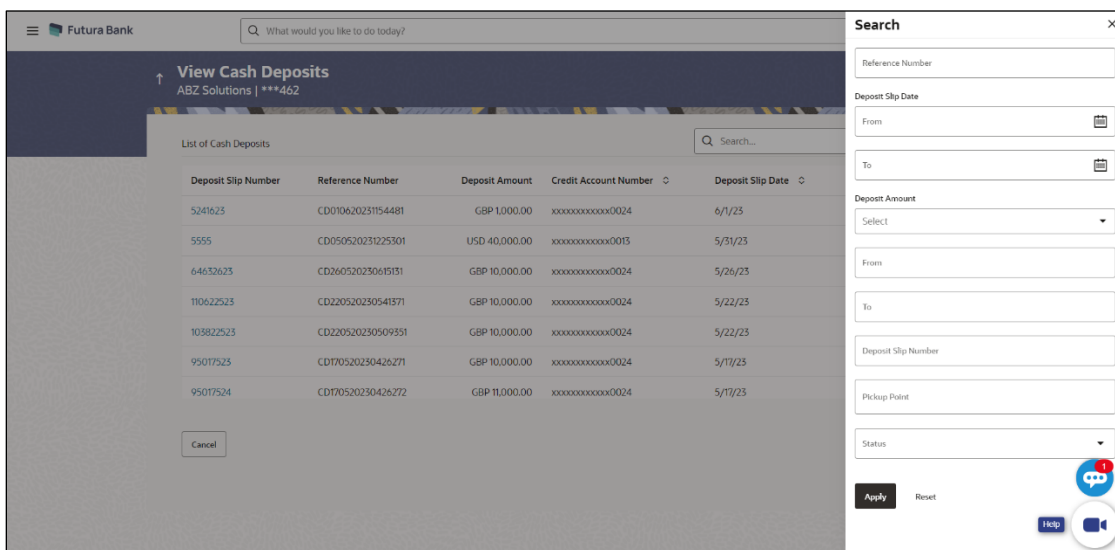 Futura Bank
What would you like to do today?
View Cash Deposits
ABZ Solutions | ***462
List of Cash Deposits
Search...
Deposit Slip Number Reference Number Deposit Amount Credit Account Number Deposit Slip Date
5241623 CD010620231154481 GBP 1,000.00 xxxxxxxxxxxx0024 6/1/23
5555 CD050520231225301 USD 40,000.00 xxxxxxxxxxxx0013 5/31/23
64632623 CD260520230615131 GBP 10,000.00 xxxxxxxxxxxx0024 5/26/23
110622523 CD220520230541371 GBP 10,000.00 xxxxxxxxxxxx0024 5/22/23
103822523 CD220520230509351 GBP 10,000.00 xxxxxxxxxxxx0024 5/22/23
95017523 CD170520230426271 GBP 10,000.00 xxxxxxxxxxxx0024 5/17/23
95017524 CD170520230426272 GBP 11,000.00 xxxxxxxxxxxx0024 5/17/23
Cancel
Search
Reference Number
Deposit Slip Date
From
To
Deposit Amount
Select
From
To
Deposit Slip Number
Pickup Point
Status
1
Apply Reset
Help